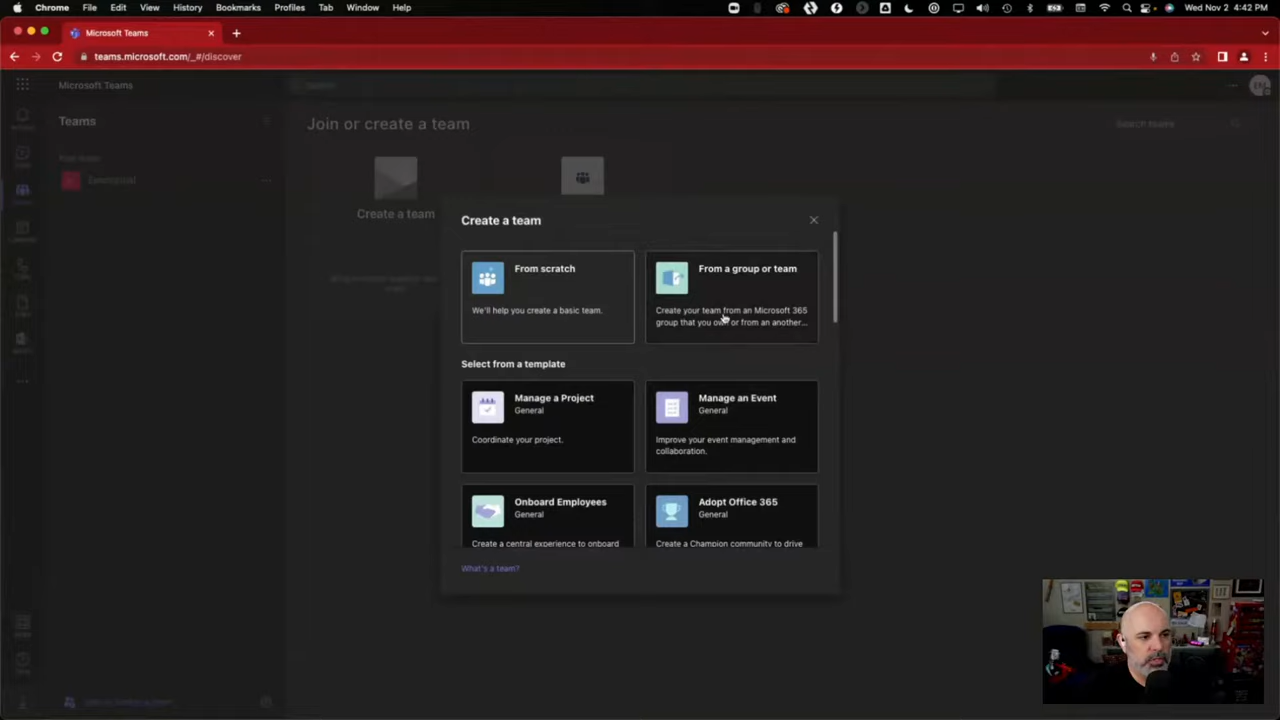 Chrome File Edit View History Bookmarks Profiles Tab Window Help
Wed Nov 2 4:42 PM
Microsoft Teams
teams.microsoft.com/_#/discover
Microsoft Teams
Search
Teams
Join or create a team
Search teams
Your teams
Create a team
Create a team
From scratch
We'll help you create a basic team.
From a group or team
Create your team from an Microsoft 365
group that you own or from an another...
Select from a template
Manage a Project
General
Coordinate your project.
Manage an Event
General
Improve your event management and
collaboration.
Onboard Employees
General
Create a central experience to onboard
Adopt Office 365
General
Create a Champion community to drive
What's a team?